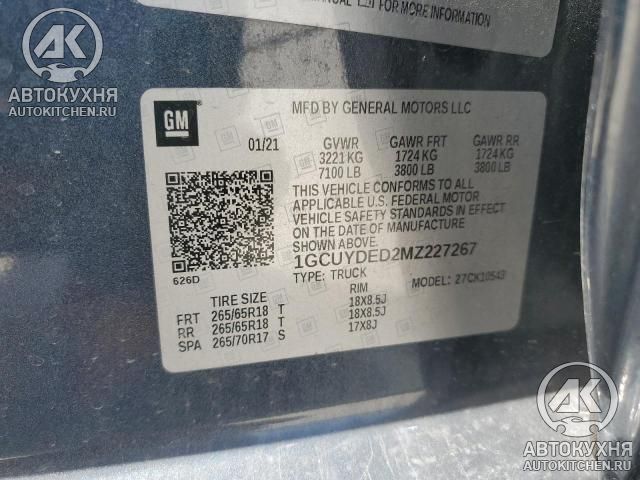 MANUAL FOR MORE
INFORMATION
АВТОКУХНЯ
AUTOKITCHEN.RU
GM
MFD BY GENERAL MOTORS LLC
01/21
GVWR GAWR FRT GAWR RR
3221 KG 1724 KG 1724 KG
7100 LB 3800 LB 3800 LB
THIS VEHICLE CONFORMS TO ALL
APPLICABLE U.S. FEDERAL MOTOR
VEHICLE SAFETY STANDARDS IN EFFECT
ON THE DATE OF MANUFACTURE
SHOWN ABOVE.
1GCUYDED2MZ227267
TYPE: TRUCK MODEL: 27CK10543
626D
TIRE SIZE RIM
FRT 265/65R18 T 18X8.5J
RR 265/65R18 T 18X8.5J
SPA 265/70R17 S 17X8J
АК
АВТОКУХНЯ
AUTOKITCHEN.RU